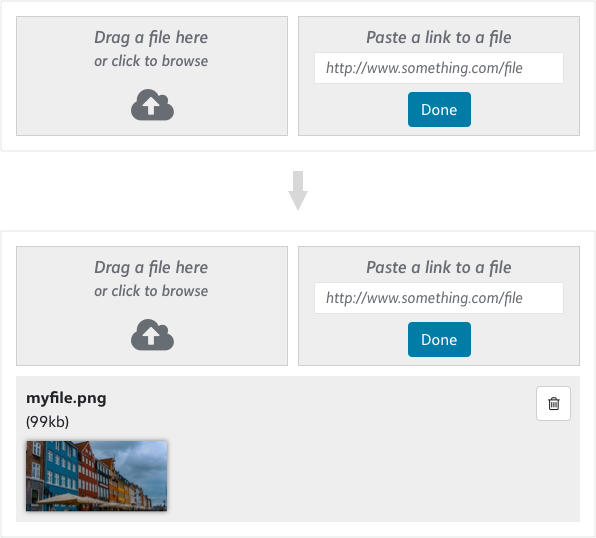 Drag a file here
or click to browse
Paste a link to a file
http://www.something.com/file
Done
Drag a file here
or click to browse
Paste a link to a file
http://www.something.com/file
Done
myfile.png
(99kb)